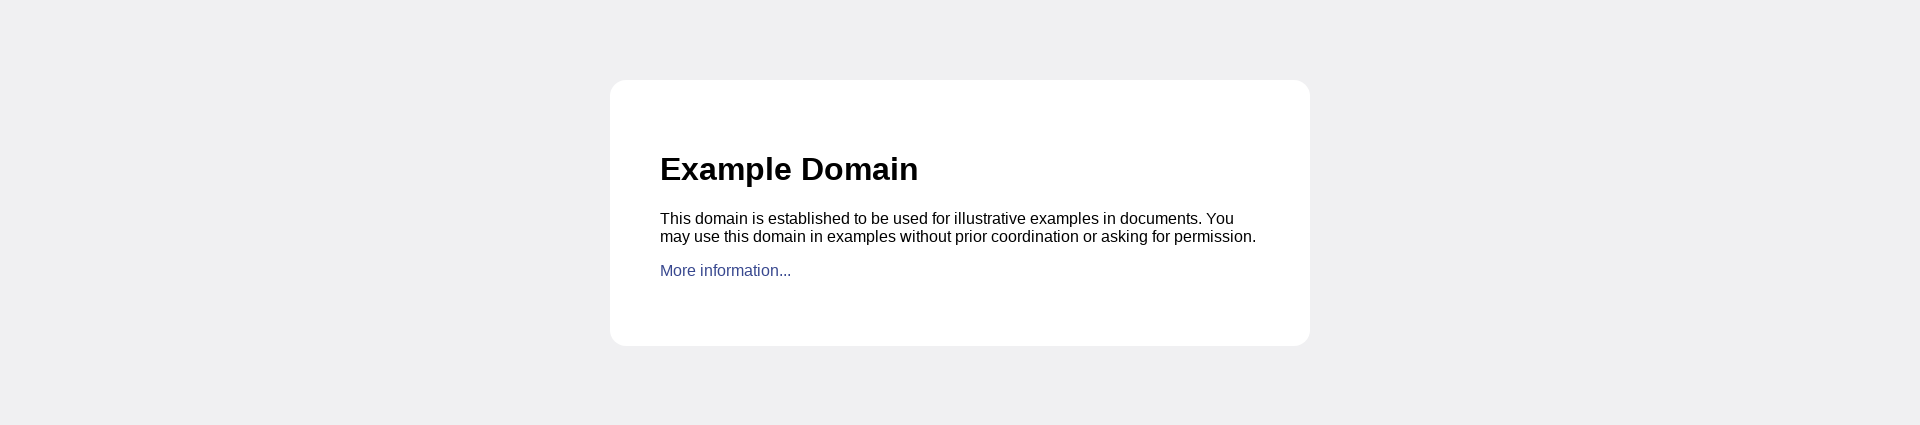 Example Domain
This domain is established to be used for illustrative examples in documents. You
may use this domain in examples without prior coordination or asking for permission.
More information...